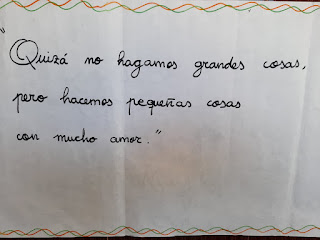 "Quizá no hagamos grandes cosas,
pero hacemos pequeñas cosas
con mucho amor."